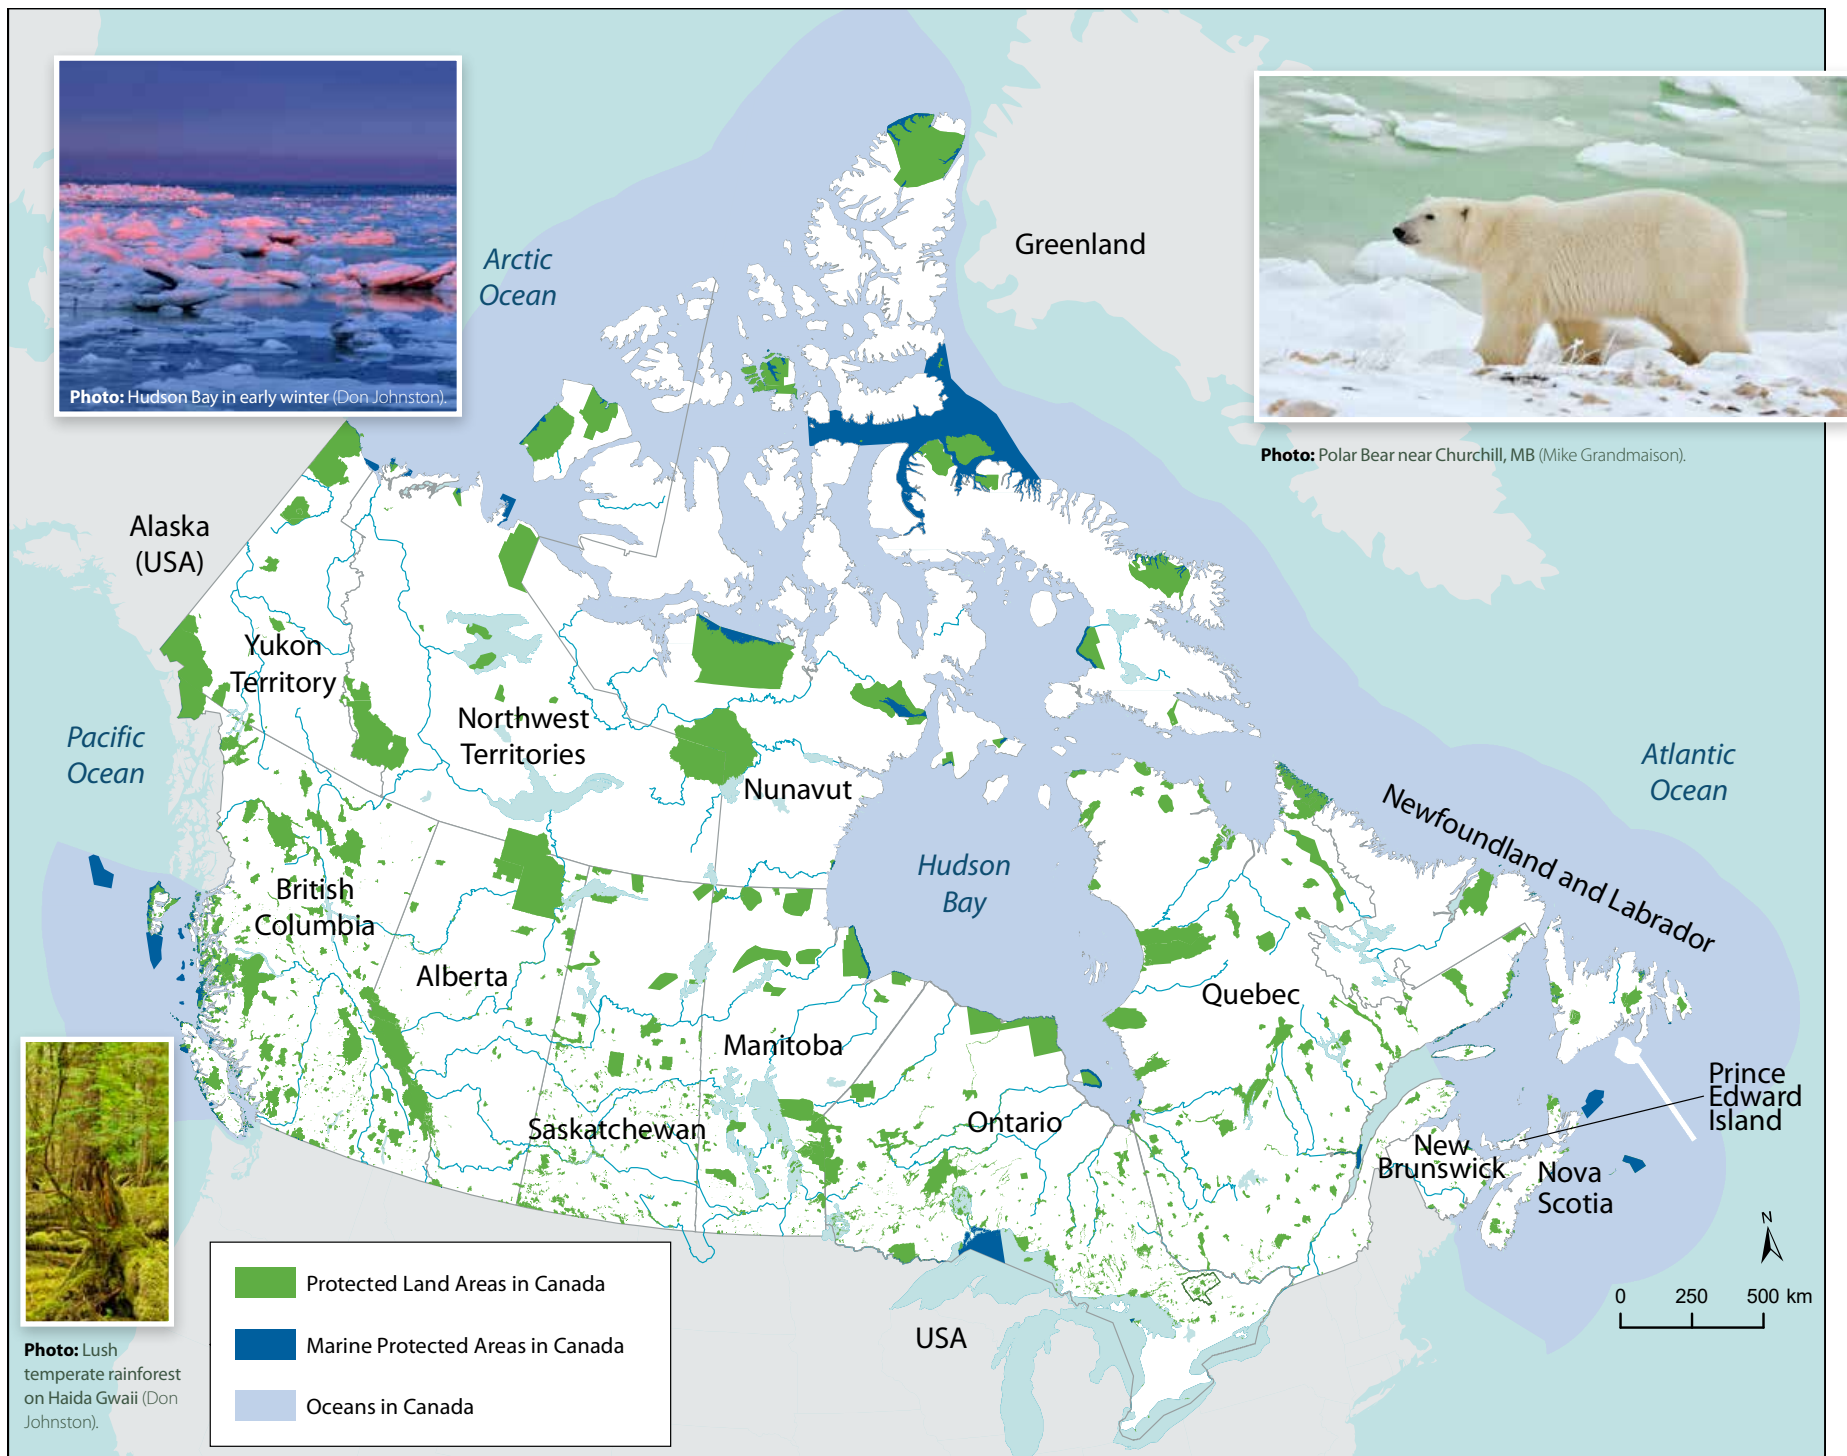 Photo: Hudson Bay in early winter (Don Johnston).
Photo: Polar Bear near Churchill, MB (Mike Grandmaison).
Arctic
Ocean
Greenland
Alaska
(USA)
Yukon
Territory
Northwest
Territories
Nunavut
Pacific
Ocean
Atlantic
Ocean
Newfoundland and Labrador
Hudson
Bay
British
Columbia
Alberta
Saskatchewan
Manitoba
Ontario
Quebec
Prince
Edward
Island
New
Brunswick
Nova
Scotia
USA
N
0 250 500 km
Protected Land Areas in Canada
Marine Protected Areas in Canada
Oceans in Canada
Photo: Lush
temperate rainforest
on Haida Gwaii (Don
Johnston).